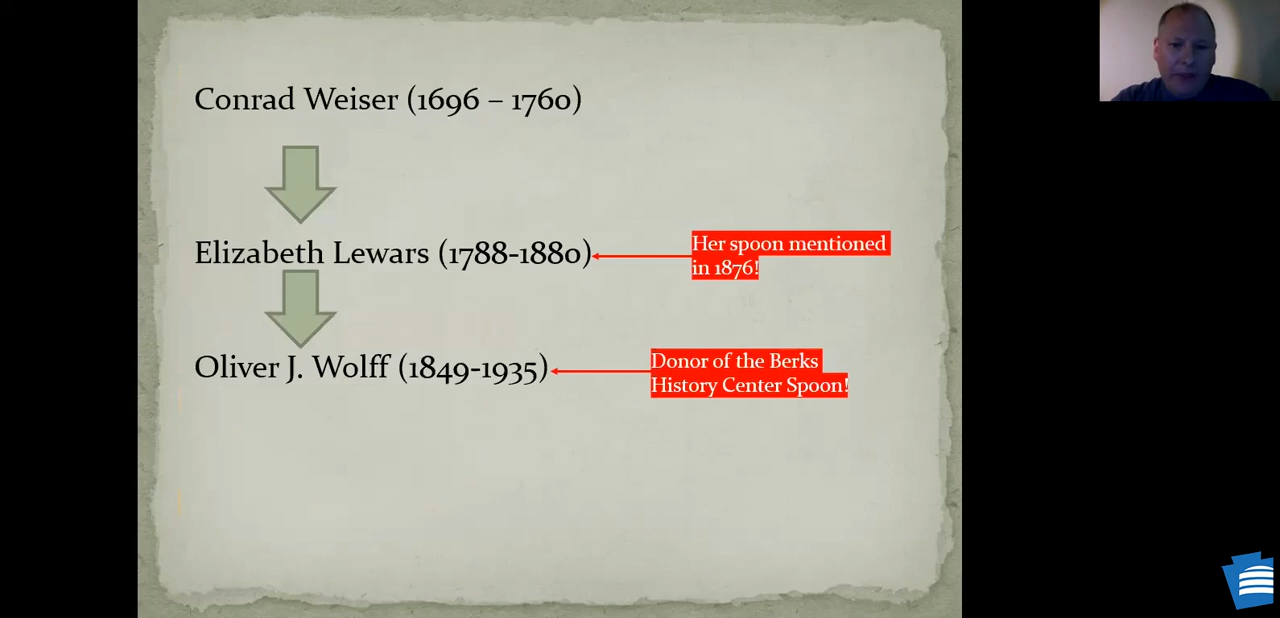 Conrad Weiser (1696 – 1760)
Elizabeth Lewars (1788-1880)
Her spoon mentioned
in 1876!
Oliver J. Wolff (1849-1935)
Donor of the Berks
History Center Spoon!